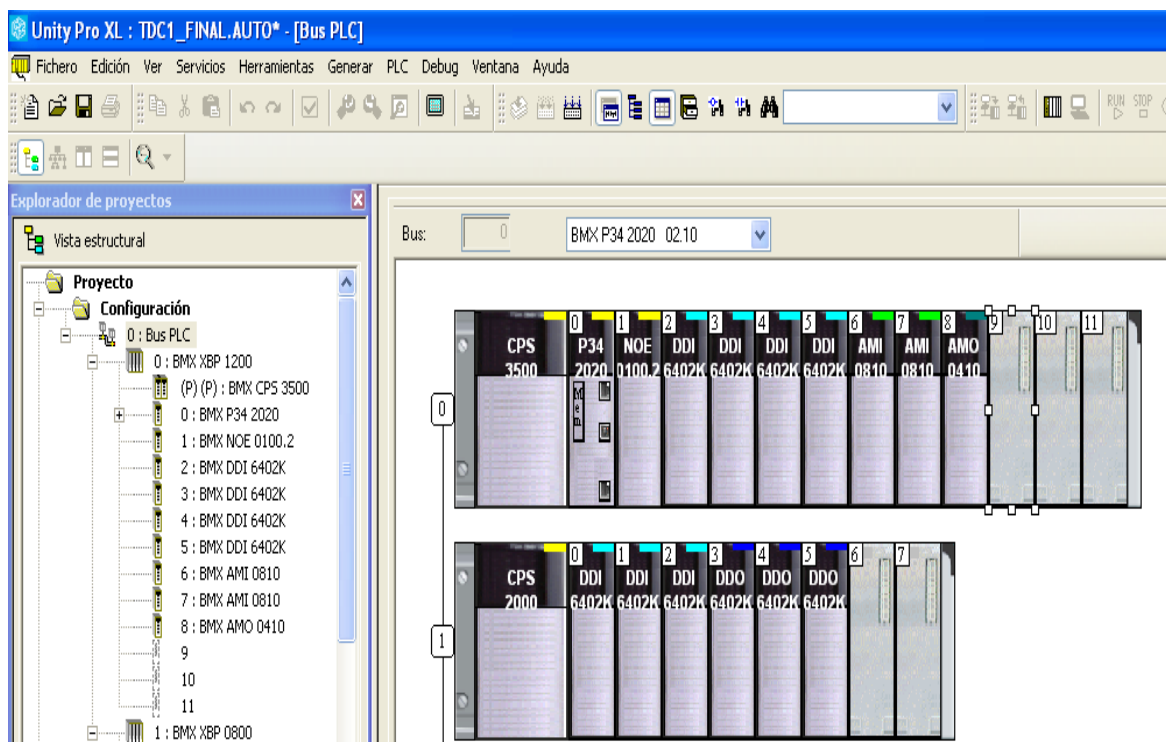 Unity Pro XL : TDC1_FINAL.AUTO* - [Bus PLC]
Fichero Edición Ver Servicios Herramientas Generar PLC Debug Ventana Ayuda
RUN STOP
Explorador de proyectos
Vista estructural
Bus: 0 BMX P34 2020 02.10
Proyecto
Configuración
0 : Bus PLC
0 : BMX XBP 1200
(P) (P) : BMX CPS 3500
0 : BMX P34 2020
1 : BMX NOE 0100.2
2 : BMX DDI 6402K
3 : BMX DDI 6402K
4 : BMX DDI 6402K
5 : BMX DDI 6402K
6 : BMX AMI 0810
7 : BMX AMI 0810
8 : BMX AMO 0410
9
10
11
1 : BMX XBP 0800
0 1 2 3 4 5 6 7 8 9 10 11
CPS P34 NOE DDI DDI DDI DDI AMI AMI AMO
3500 2020 0100.2 6402K 6402K 6402K 6402K 0810 0810 0410
Mem
0
0 1 2 3 4 5 6 7
CPS DDI DDI DDI DDO DDO DDO
2000 6402K 6402K 6402K 6402K 6402K 6402K
1